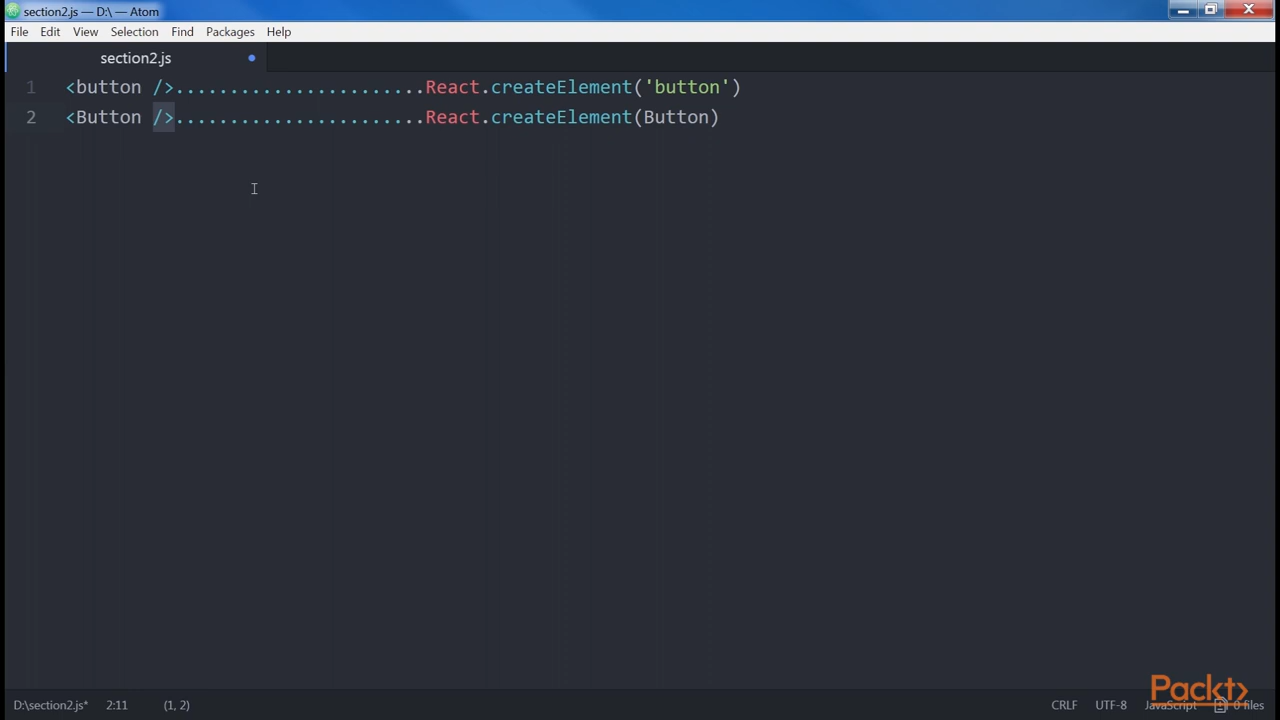 section2.js — D:\ — Atom
File Edit View Selection Find Packages Help
section2.js
1 <button />.......................React.createElement('button')
2 <Button />.......................React.createElement(Button)
D:\section2.js* 2:11 (1, 2) CRLF UTF-8 JavaScript 0 files
Packt>